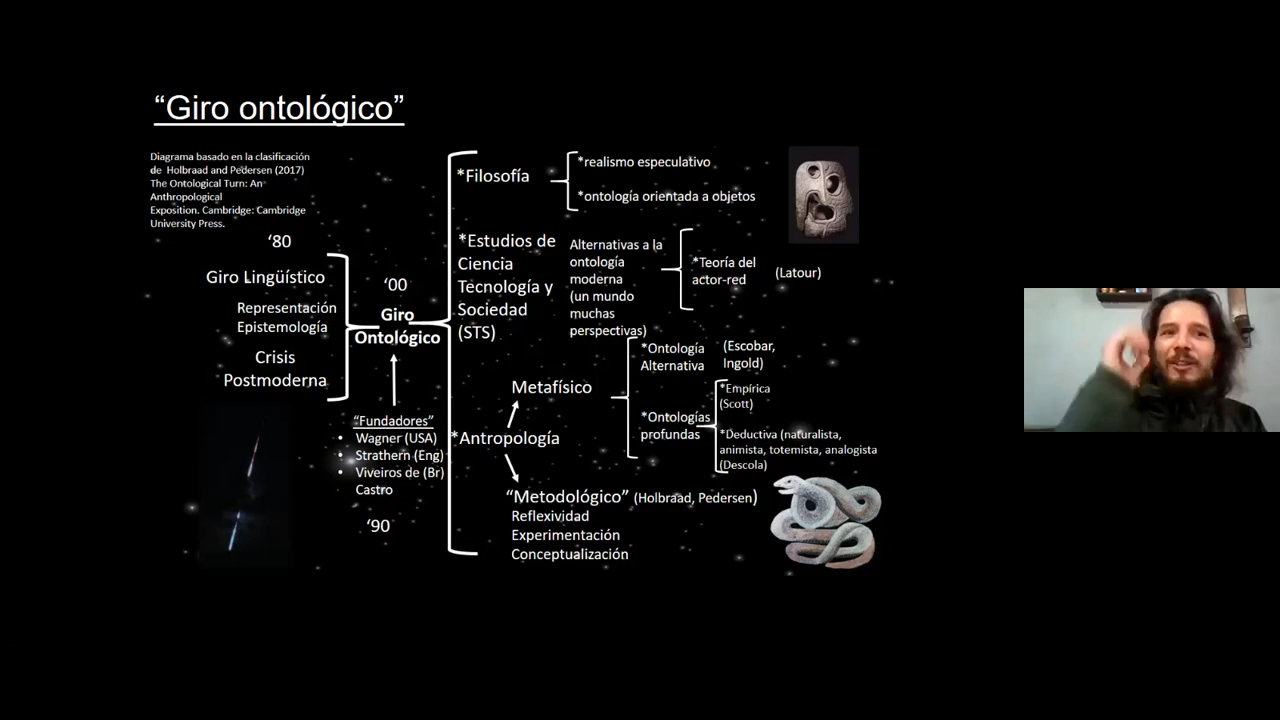 “Giro ontológico”
Diagrama basado en la clasificación
de Holbraad and Pedersen (2017)
The Ontological Turn: An
Anthropological
Exposition. Cambridge: Cambridge
University Press.
‘80
Giro Lingüístico
Representación
Epistemología
Crisis
Postmoderna
‘00
Giro
Ontológico
“Fundadores”
• Wagner (USA)
• Strathern (Eng)
• Viveiros de (Br)
Castro
‘90
*Filosofía
*realismo especulativo
*ontología orientada a objetos
*Estudios de
Ciencia
Tecnología y
Sociedad
(STS)
Alternativas a la
ontología
moderna
(un mundo
muchas
perspectivas)
*Teoría del
actor-red
(Latour)
*Antropología
Metafísico
*Ontología
Alternativa
(Escobar,
Ingold)
*Ontologías
profundas
*Empírica
(Scott)
*Deductiva (naturalista,
animista, totemista, analogista
(Descola)
“Metodológico” (Holbraad, Pedersen)
Reflexividad
Experimentación
Conceptualización